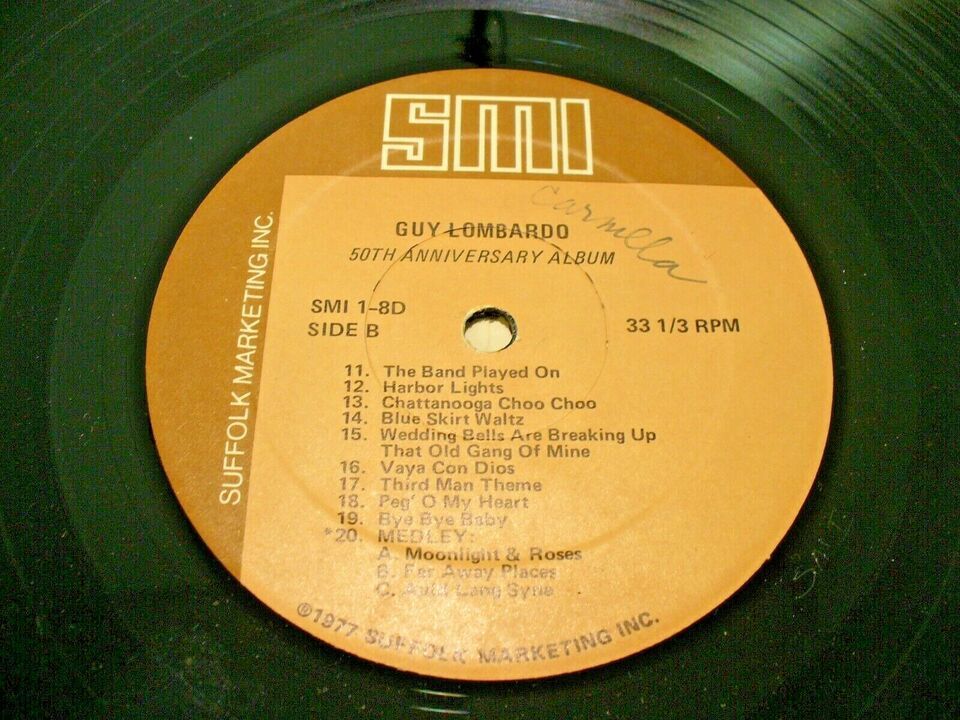 SMI
Carmella
GUY LOMBARDO
50TH ANNIVERSARY ALBUM
SMI 1-8D
SIDE B
33 1/3 RPM
11. The Band Played On
12. Harbor Lights
13. Chattanooga Choo Choo
14. Blue Skirt Waltz
15. Wedding Bells Are Breaking Up
That Old Gang Of Mine
16. Vaya Con Dios
17. Third Man Theme
18. Peg' O My Heart
19. Bye Bye Baby
*20. MEDLEY:
A. Moonlight & Roses
B. Far Away Places
C. Auld Lang Syne
SUFFOLK MARKETING INC.
℗1977 SUFFOLK MARKETING INC.